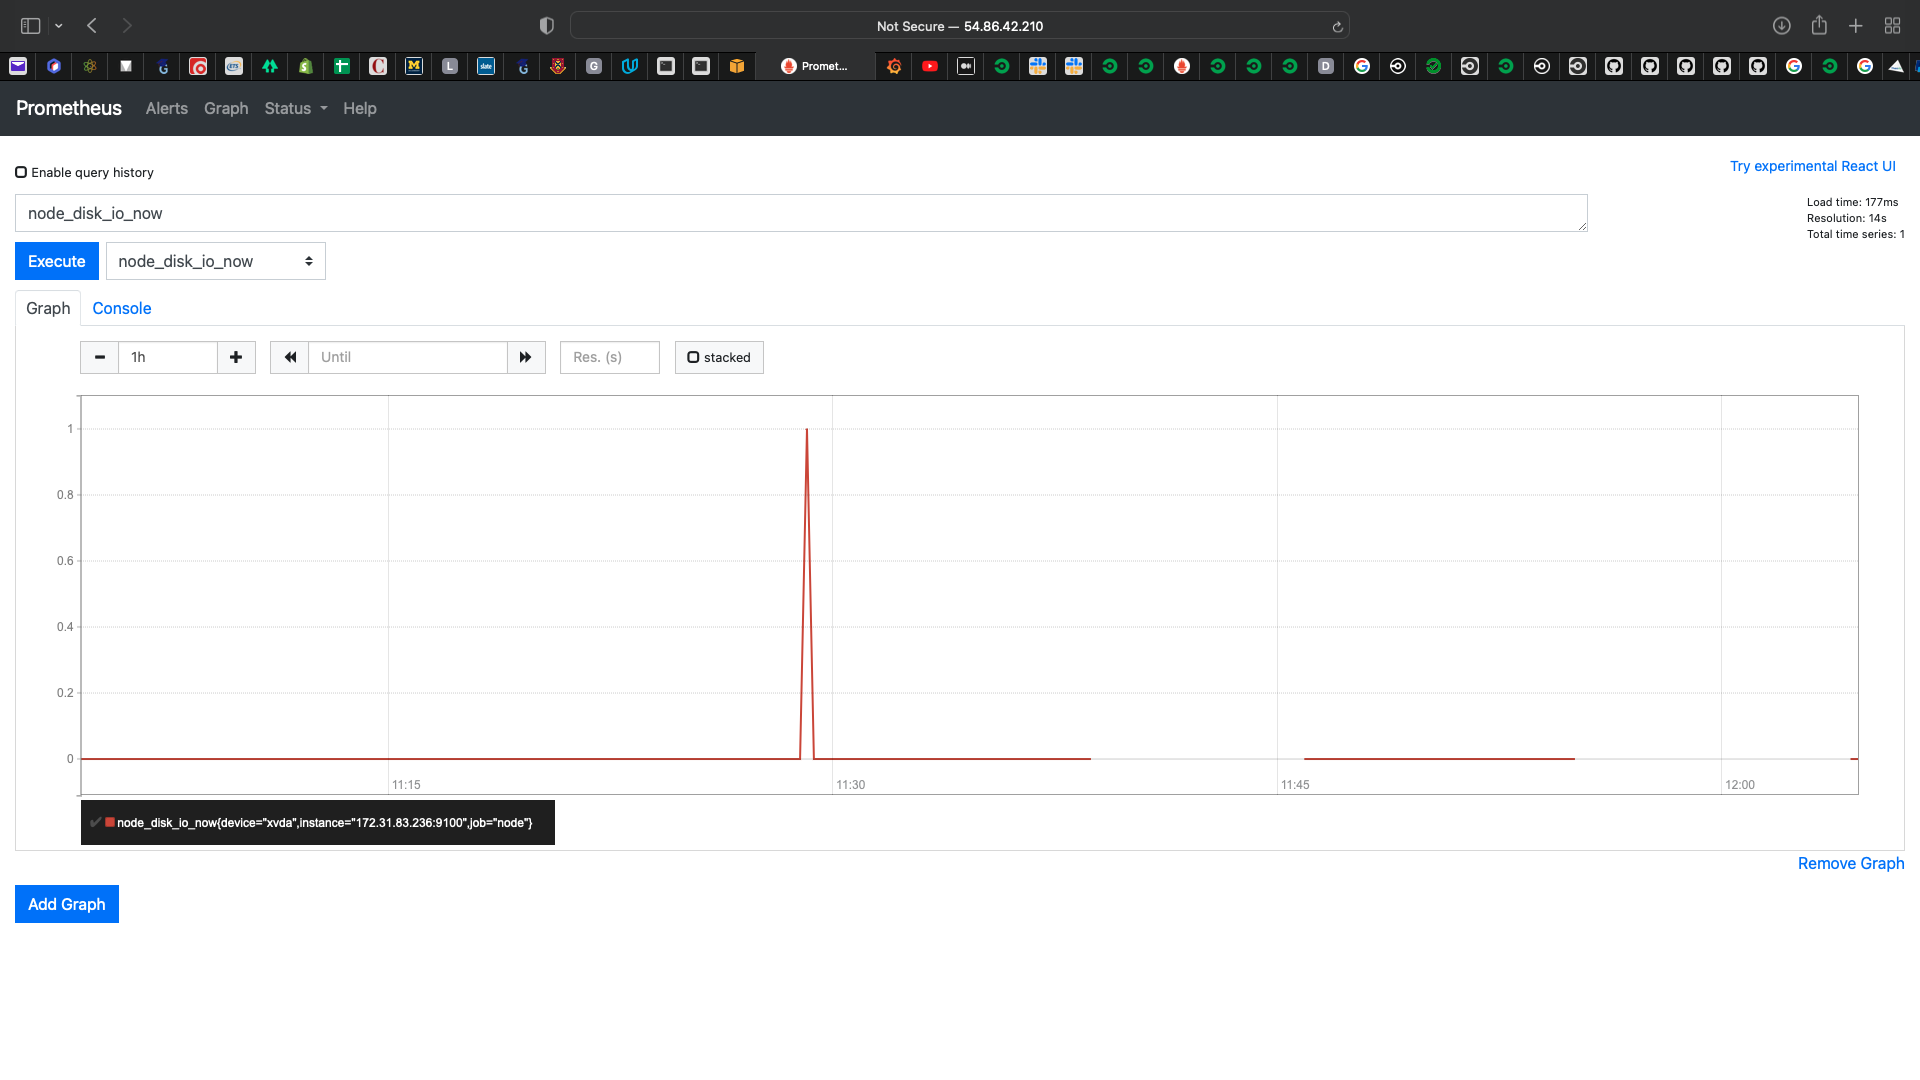 Not Secure — 54.86.42.210
Promet...
Prometheus Alerts Graph Status Help
Enable query history
Try experimental React UI
node_disk_io_now
Load time: 177ms
Resolution: 14s
Total time series: 1
Execute node_disk_io_now
Graph Console
1h Until Res. (s) stacked
1
0.8
0.6
0.4
0.2
0
11:15 11:30 11:45 12:00
node_disk_io_now{device="xvda",instance="172.31.83.236:9100",job="node"}
Remove Graph
Add Graph